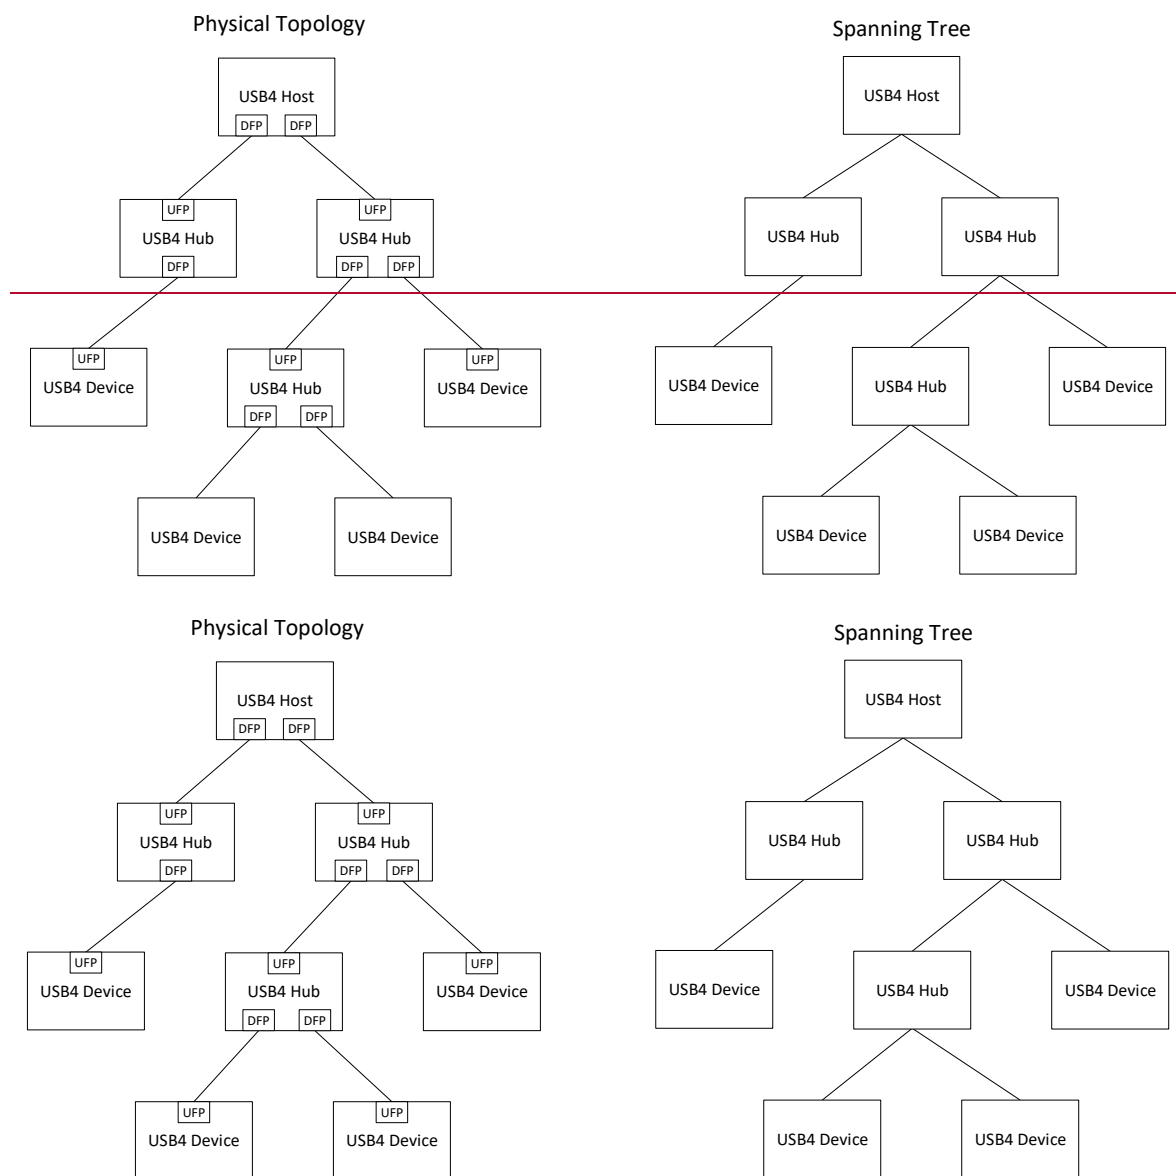 Physical Topology
Spanning Tree
USB4 Host
DFP
DFP
USB4 Host
UFP
USB4 Hub
DFP
UFP
USB4 Hub
DFP
DFP
USB4 Hub
USB4 Hub
UFP
USB4 Device
UFP
USB4 Hub
DFP
DFP
UFP
USB4 Device
USB4 Device
USB4 Hub
USB4 Device
USB4 Device
USB4 Device
USB4 Device
USB4 Device
Physical Topology
Spanning Tree
USB4 Host
DFP
DFP
USB4 Host
UFP
USB4 Hub
DFP
UFP
USB4 Hub
DFP
DFP
USB4 Hub
USB4 Hub
UFP
USB4 Device
UFP
USB4 Hub
DFP
DFP
UFP
USB4 Device
USB4 Device
USB4 Hub
USB4 Device
UFP
USB4 Device
UFP
USB4 Device
USB4 Device
USB4 Device